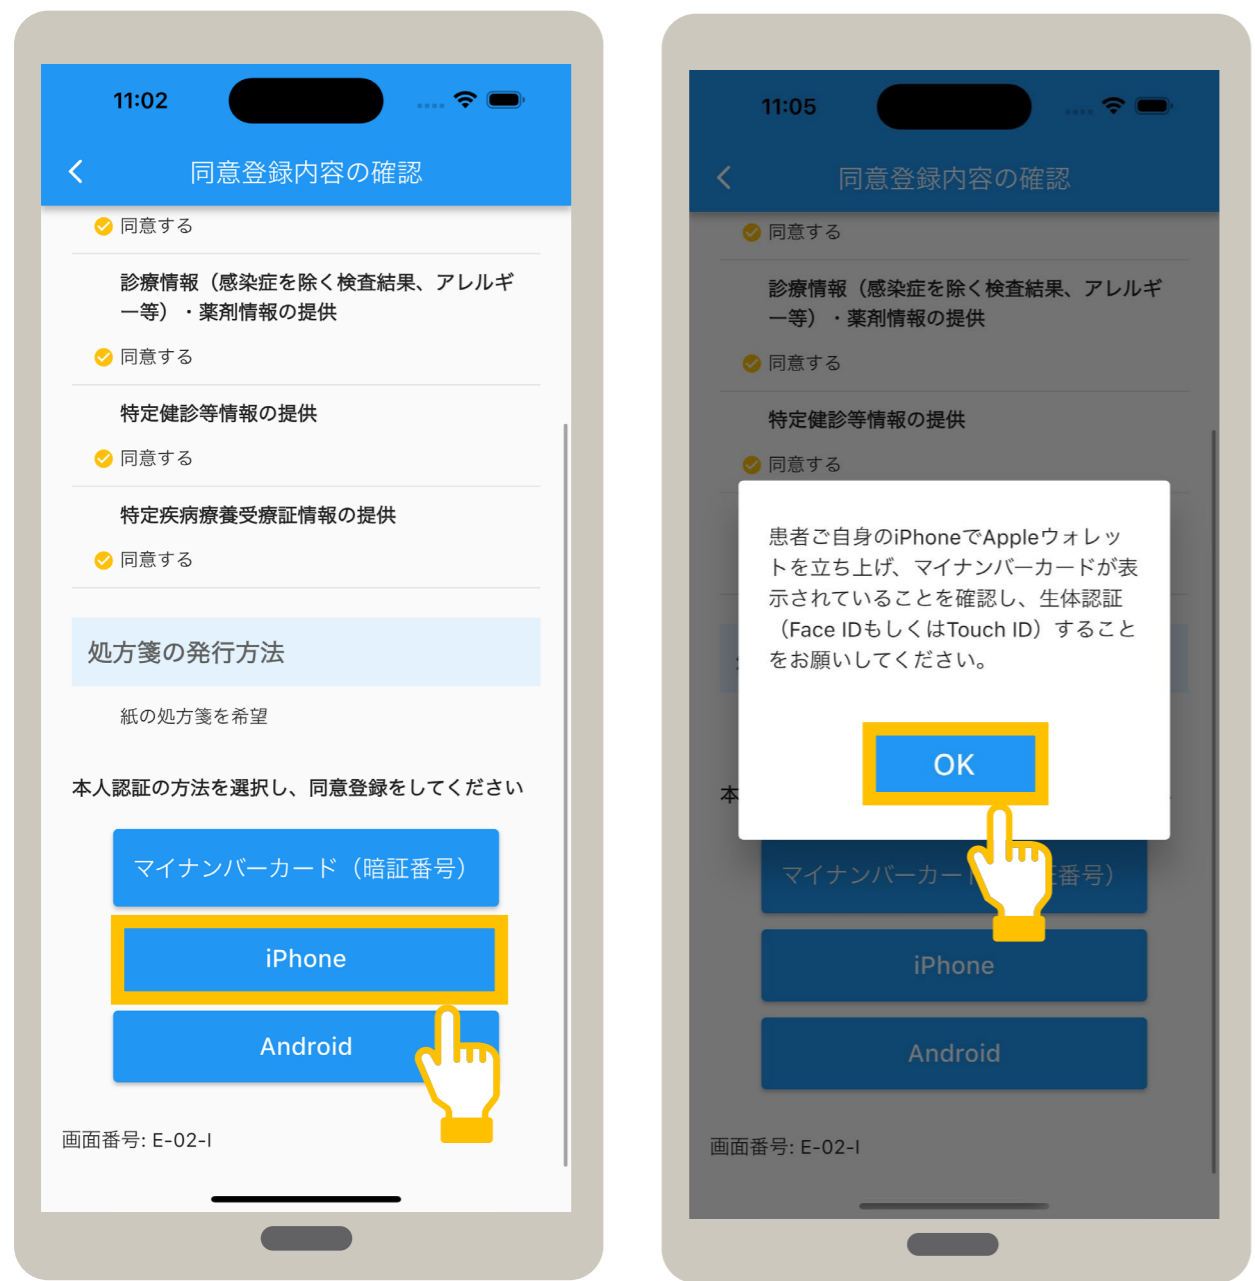 11:02
同意登録内容の確認
同意する
診療情報（感染症を除く検査結果、アレルギ
ー等）・薬剤情報の提供
同意する
特定健診等情報の提供
同意する
特定疾病療養受療証情報の提供
同意する
処方箋の発行方法
紙の処方箋を希望
本人認証の方法を選択し、同意登録をしてください
マイナンバーカード（暗証番号）
iPhone
Android
画面番号: E-02-I
11:05
同意登録内容の確認
同意する
診療情報（感染症を除く検査結果、アレルギ
ー等）・薬剤情報の提供
同意する
特定健診等情報の提供
同意する
患者ご自身のiPhoneでAppleウォレッ
トを立ち上げ、マイナンバーカードが表
示されていることを確認し、生体認証
（Face IDもしくはTouch ID）すること
をお願いしてください。
OK
本
マイナンバーカー 証番号）
iPhone
Android
画面番号: E-02-I